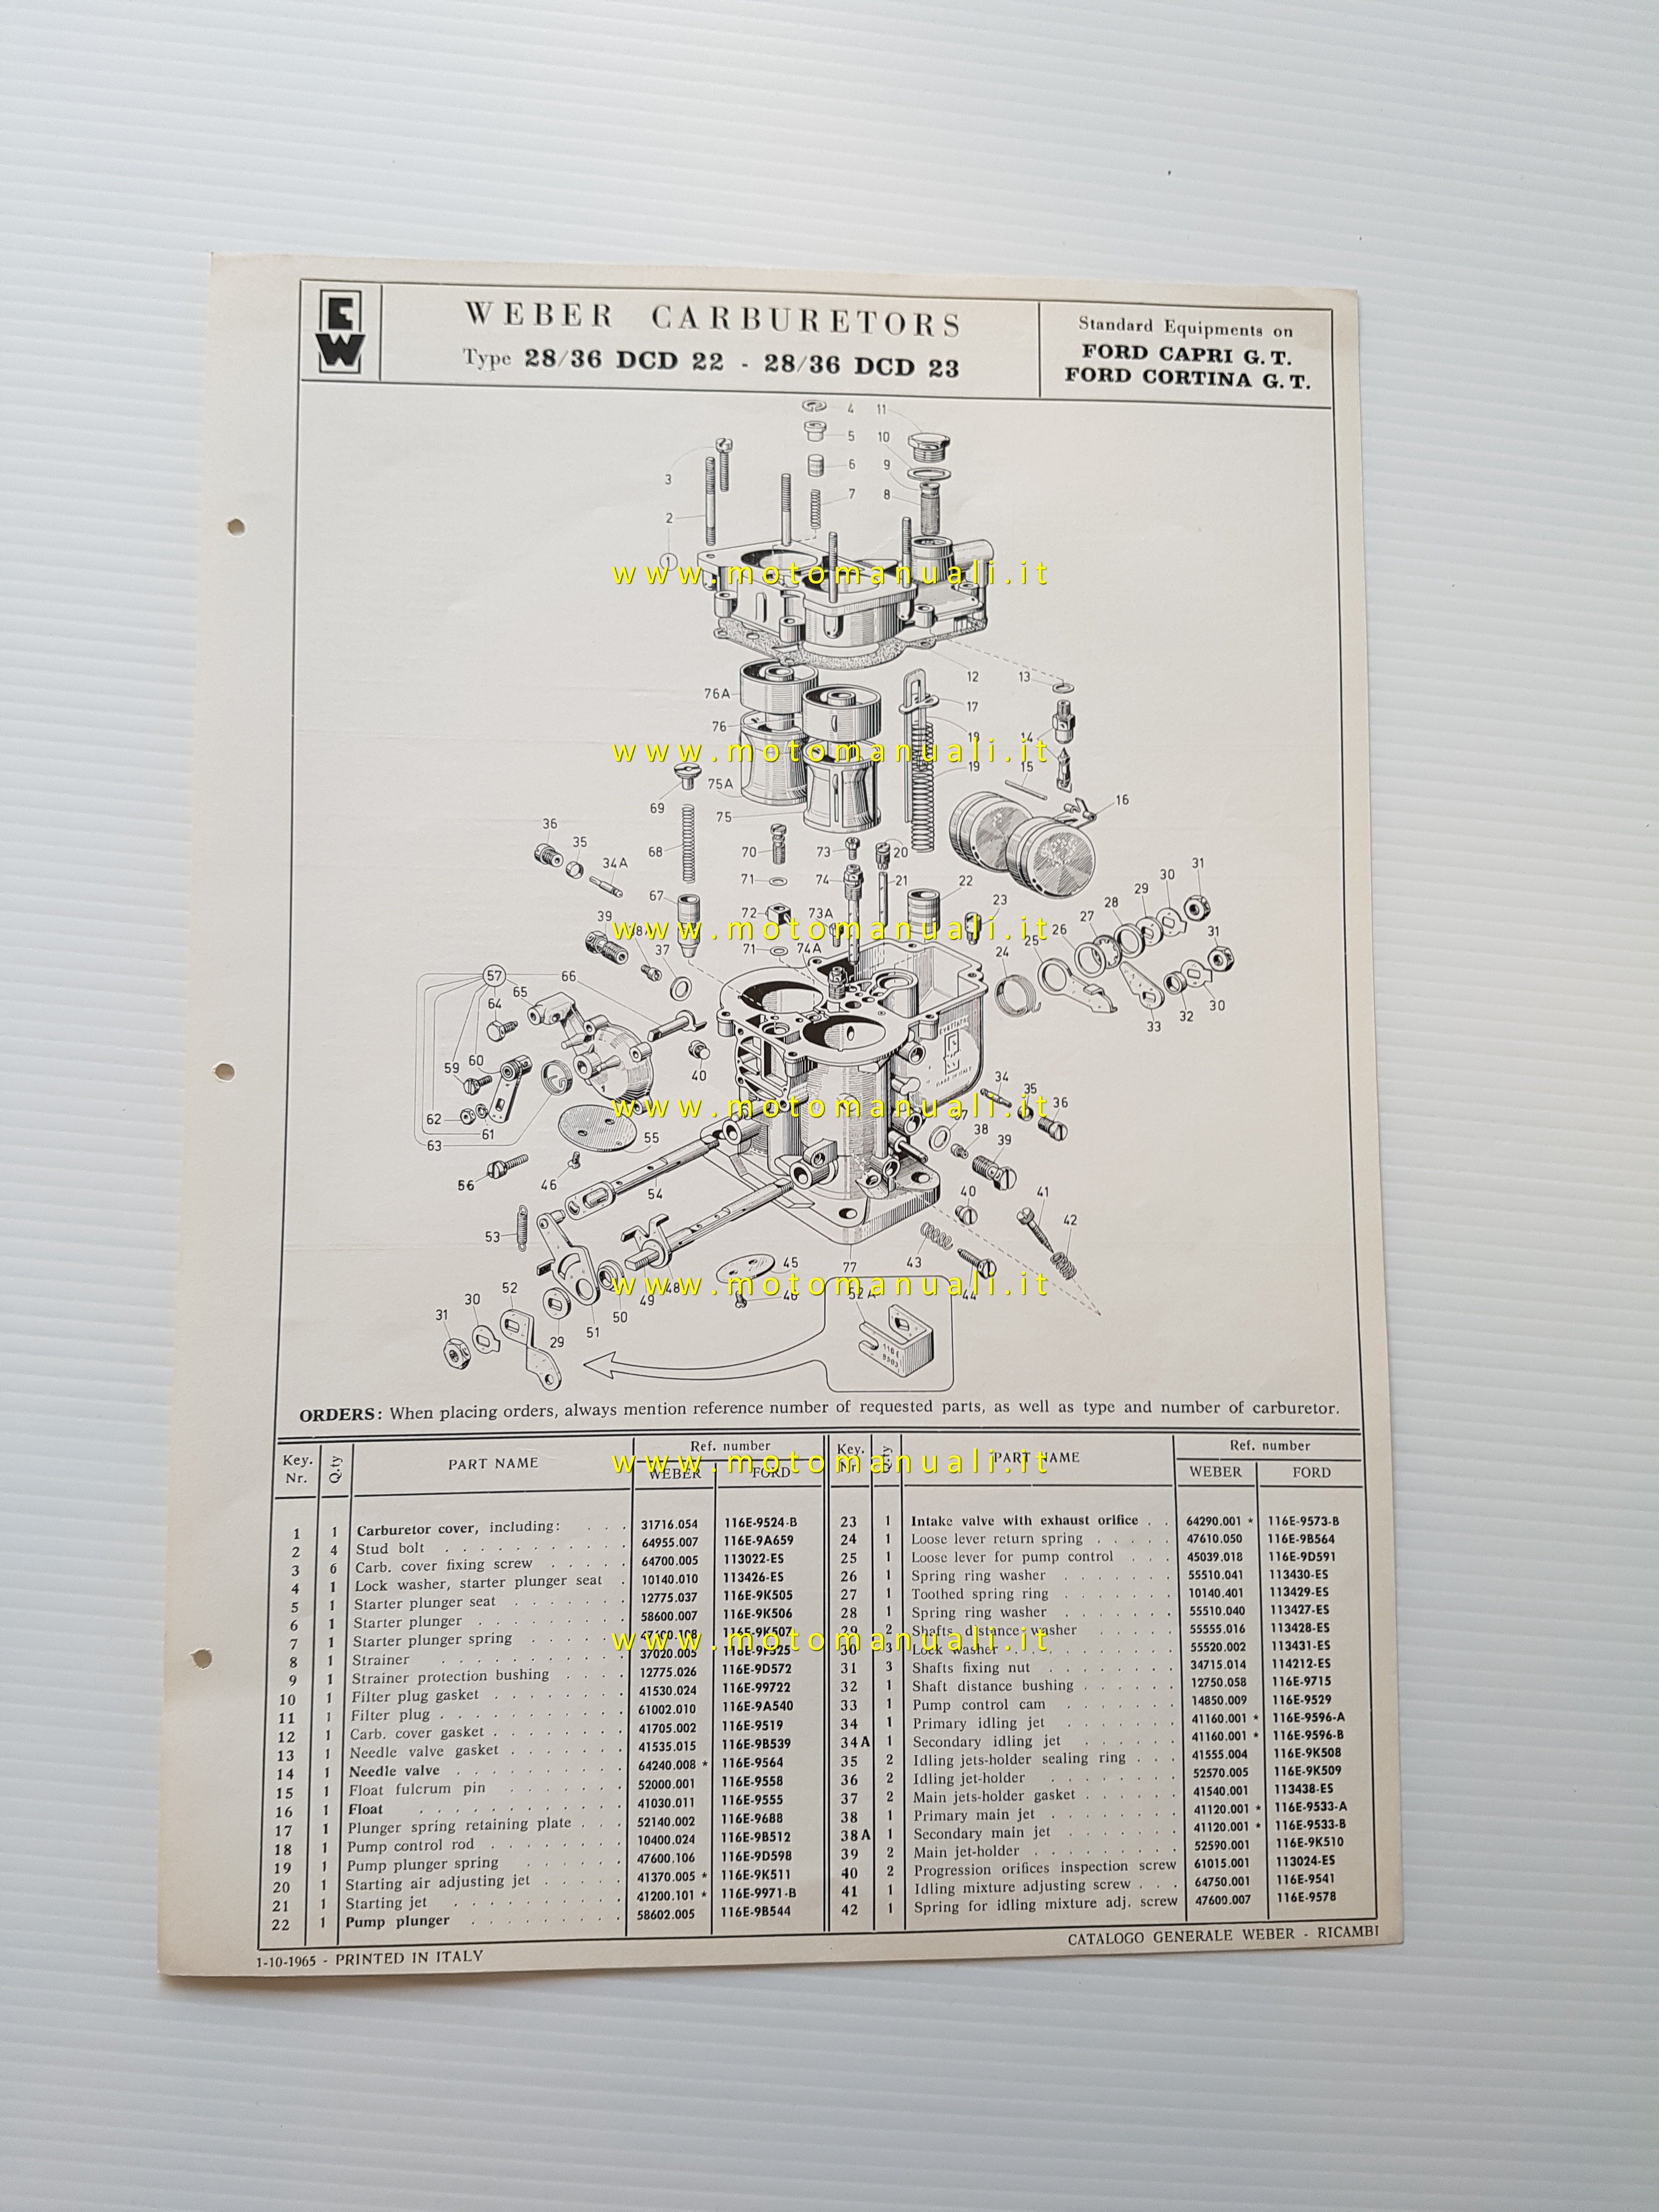 WEBER CARBURETORS
Type 28/36 DCD 22 - 28/36 DCD 23
Standard Equipments on
FORD CAPRI G. T.
FORD CORTINA G. T.
www.motomanuali.it
www.motomanuali.it
www.motomanuali.it
www.motomanuali.it
www.motomanuali.it
ORDERS: When placing orders, always mention reference number of requested parts, as well as type and number of carburetor.
Key. Nr. Qty PART NAME Ref. number WEBER FORD
1 1 Carburetor cover, including: 31716.054 116E-9524-B
2 4 Stud bolt 64955.007 116E-9A659
3 6 Carb. cover fixing screw 64700.005 113022-ES
4 1 Lock washer, starter plunger seat 10140.010 113426-ES
5 1 Starter plunger seat 12775.037 116E-9K505
6 1 Starter plunger 58600.007 116E-9K506
7 1 Starter plunger spring 116E-9K507
8 1 Strainer 37020.005
9 1 Strainer protection bushing 12775.026 116E-9D572
10 1 Filter plug gasket 41530.024 116E-99722
11 1 Filter plug 61002.010 116E-9A540
12 1 Carb. cover gasket 41705.002 116E-9519
13 1 Needle valve gasket 41535.015 116E-9B539
14 1 Needle valve 64240.008 * 116E-9564
15 1 Float fulcrum pin 52000.001 116E-9558
16 1 Float 41030.011 116E-9555
17 1 Plunger spring retaining plate 52140.002 116E-9688
18 1 Pump control rod 10400.024 116E-9B512
19 1 Pump plunger spring 47600.106 116E-9D598
20 1 Starting air adjusting jet 41370.005 * 116E-9K511
21 1 Starting jet 41200.101 * 116E-9971-B
22 1 Pump plunger 58602.005 116E-9B544
Key. Nr. Qty PART NAME Ref. number WEBER FORD
23 1 Intake valve with exhaust orifice 64290.001 * 116E-9573-B
24 1 Loose lever return spring 47610.050 116E-9B564
25 1 Loose lever for pump control 45039.018 116E-9D591
26 1 Spring ring washer 55510.041 113430-ES
27 1 Toothed spring ring 10140.401 113429-ES
28 1 Spring ring washer 55510.040 113427-ES
29 2 Shafts distance washer 55555.016 113428-ES
30 3 Lock washer 55520.002 113431-ES
31 3 Shafts fixing nut 34715.014 114212-ES
32 1 Shaft distance bushing 12750.058 116E-9715
33 1 Pump control cam 14850.009 116E-9529
34 1 Primary idling jet 41160.001 * 116E-9596-A
34A 1 Secondary idling jet 41160.001 * 116E-9596-B
35 2 Idling jets-holder sealing ring 41555.004 116E-9K508
36 2 Idling jet-holder 52570.005 116E-9K509
37 2 Main jets-holder gasket 41540.001 113438-ES
38 1 Primary main jet 41120.001 * 116E-9533-A
38A 1 Secondary main jet 41120.001 * 116E-9533-B
39 2 Main jet-holder 52590.001 116E-9K510
40 2 Progression orifices inspection screw 61015.001 113024-ES
41 1 Idling mixture adjusting screw 64750.001 116E-9541
42 1 Spring for idling mixture adj. screw 47600.007 116E-9578
www.motomanuali.it
www.motomanuali.it
1-10-1965 - PRINTED IN ITALY
CATALOGO GENERALE WEBER - RICAMBI